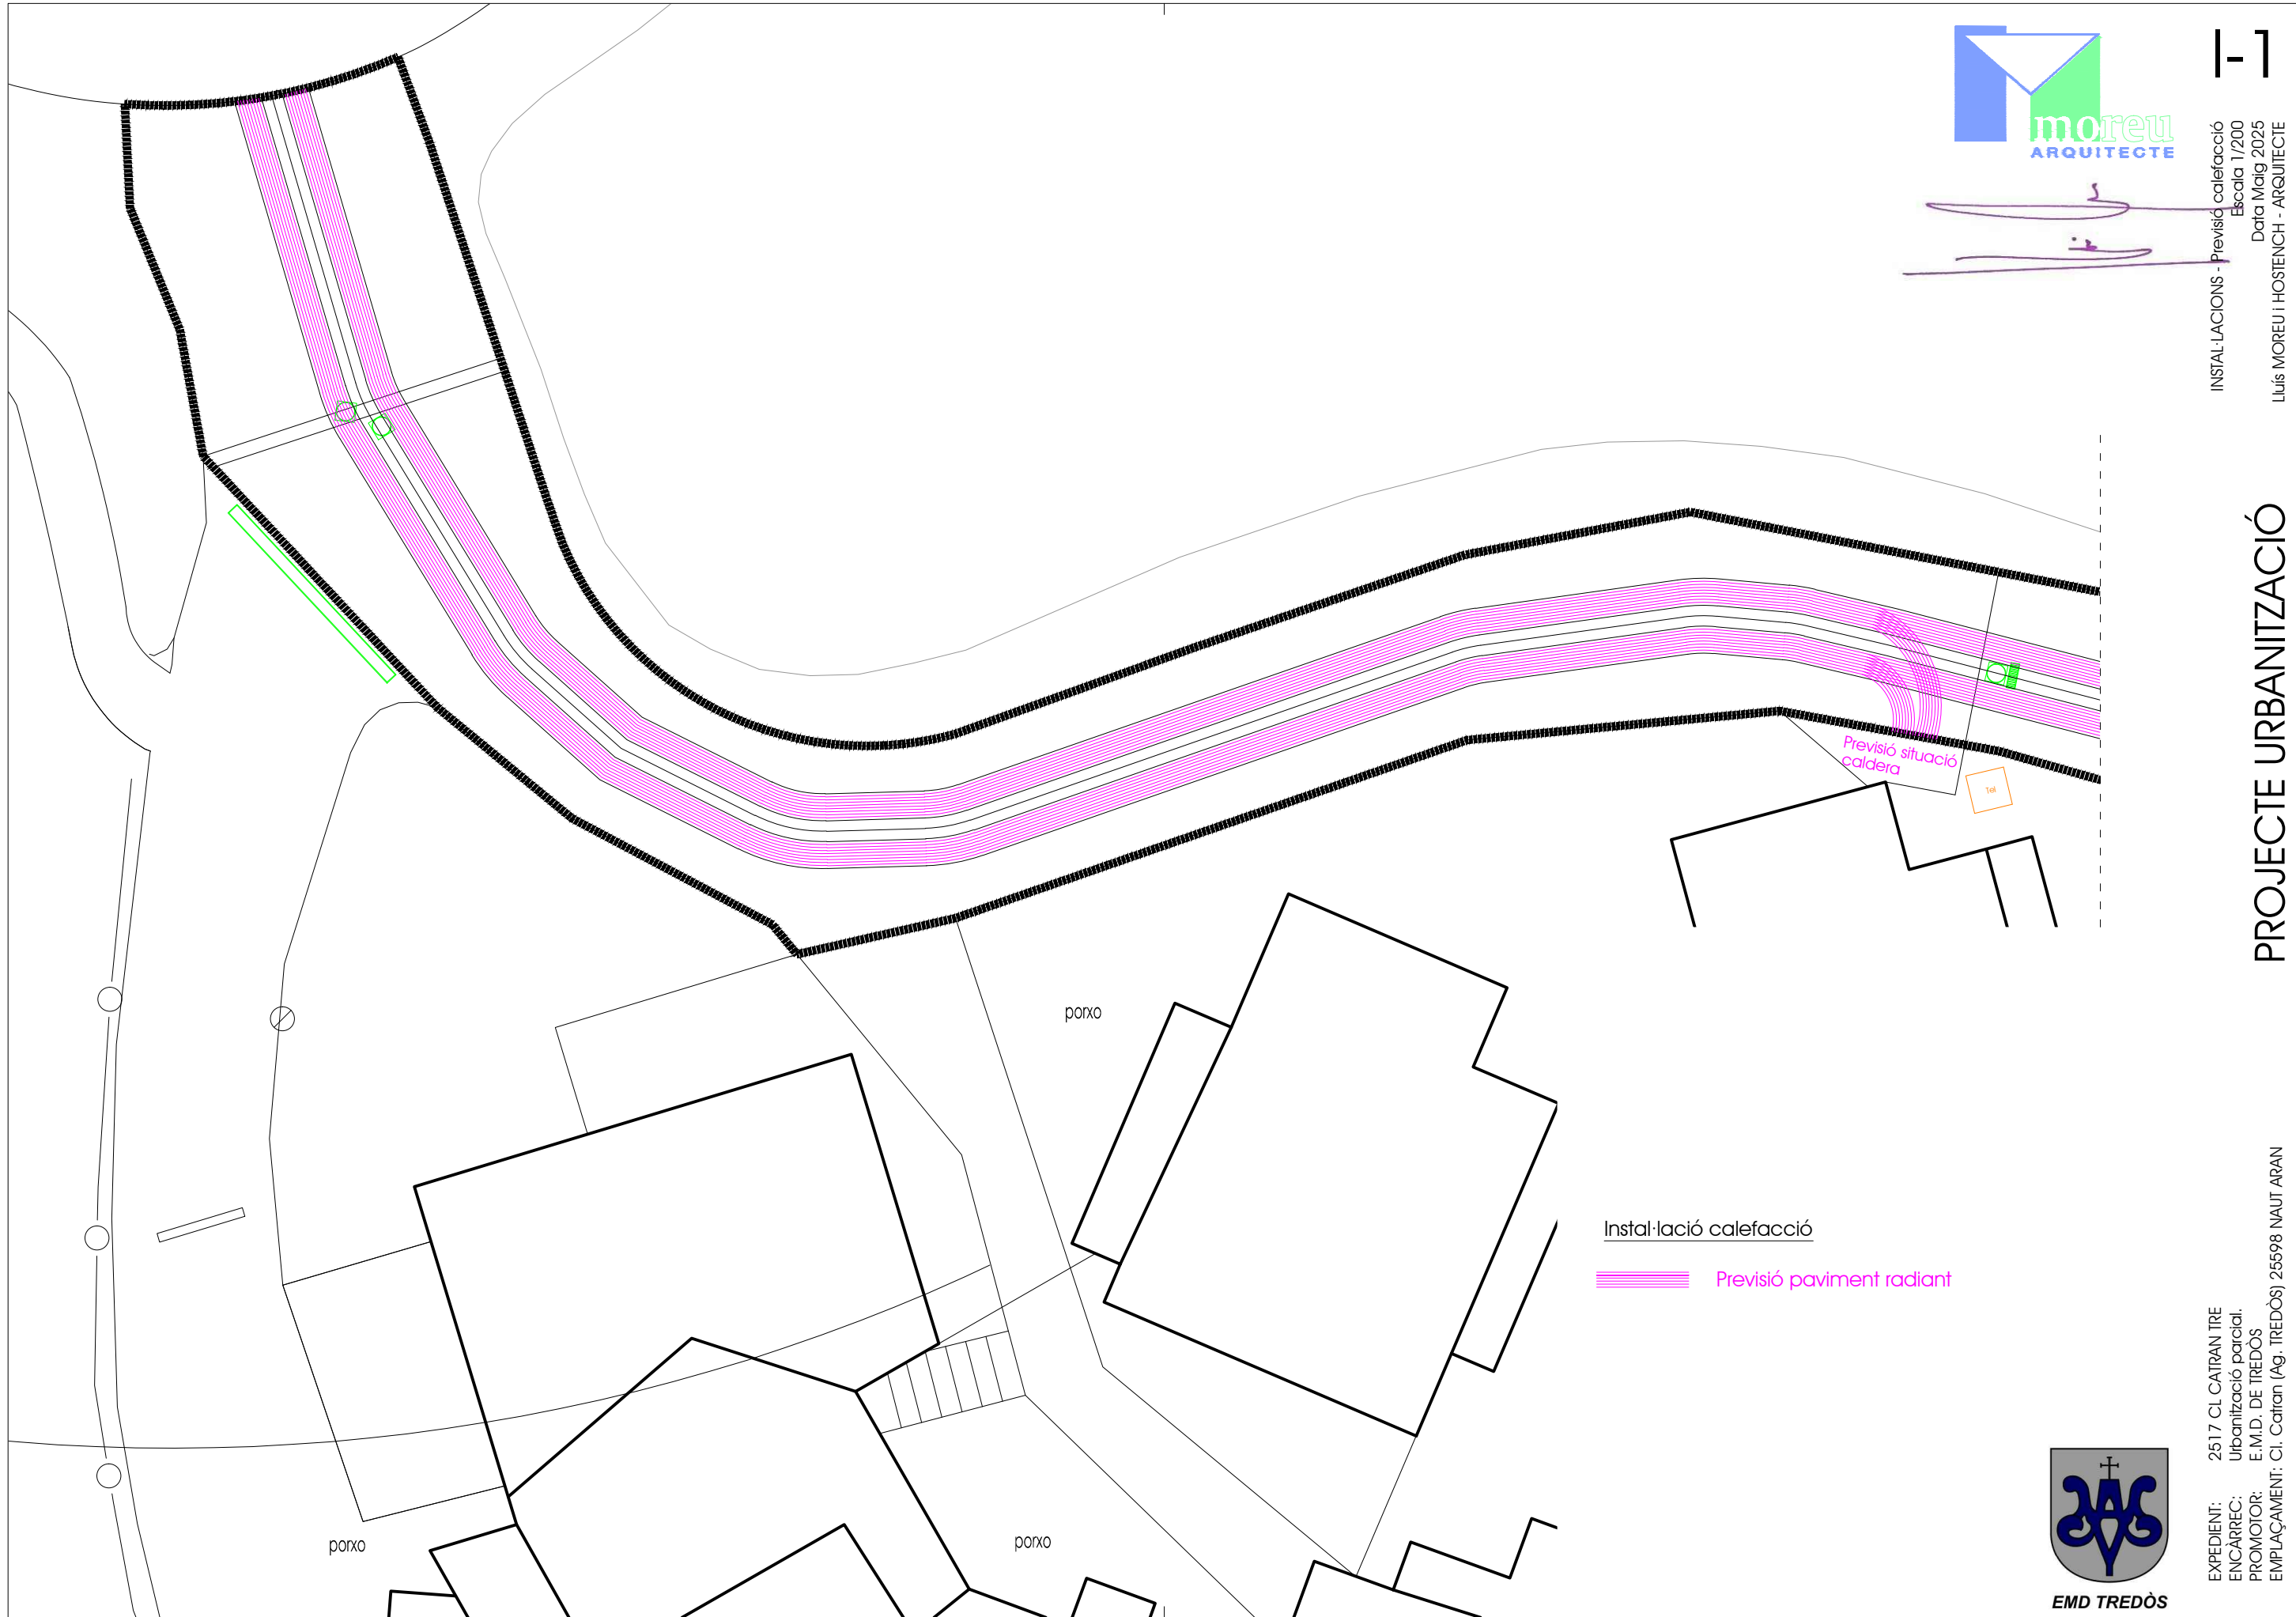 I-1
moreu
ARQUITECTE
INSTAL·LACIONS - Previsió calefacció
Escala 1/200
Data Maig 2025
Lluís MOREU i HOSTENCH - ARQUITECTE
PROJECTE URBANITZACIÓ
Previsió situació
caldera
Tel
porxo
Instal·lació calefacció
Previsió paviment radiant
porxo
porxo
EXPEDIENT: 2517 CL CATRAN TRE
ENCÀRREC: Urbanització parcial.
PROMOTOR: E.M.D. DE TREDÒS
EMPLAÇAMENT: Cl. Catran (Ag. TREDÒS) 25598 NAUT ARAN
EMD TREDÒS